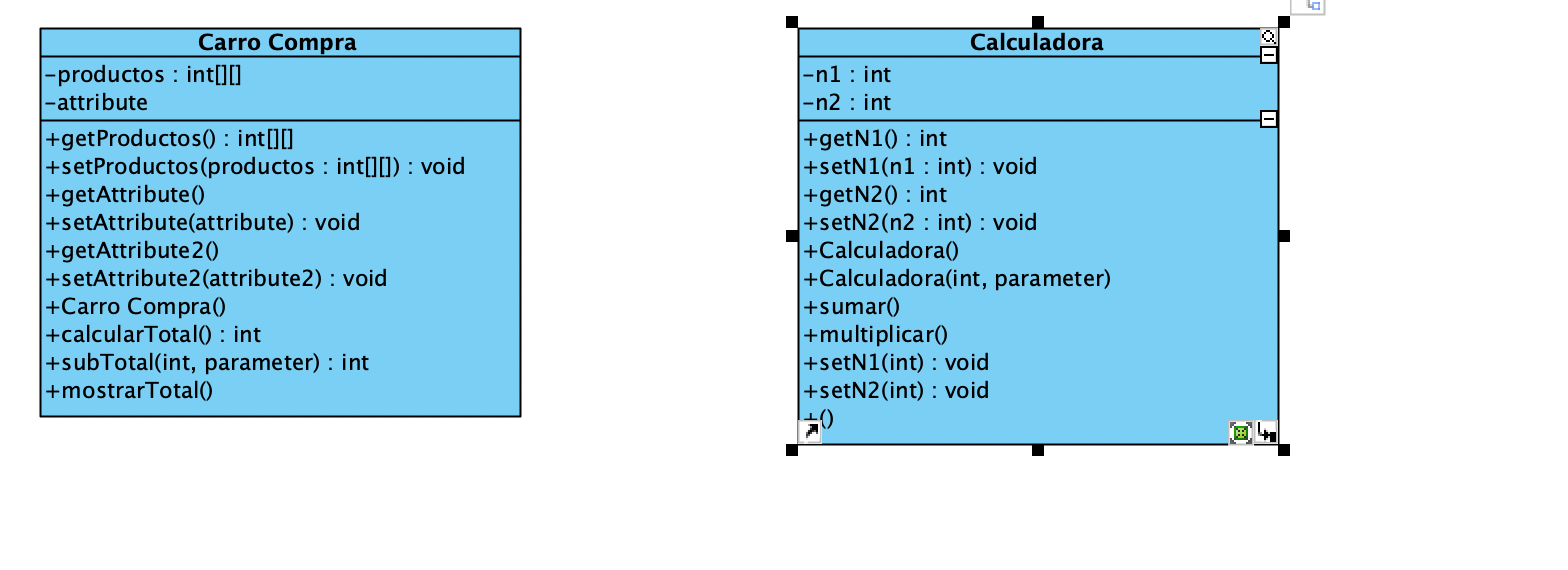 Carro Compra
-productos : int[][]
-attribute
+getProductos() : int[][]
+setProductos(productos : int[][]) : void
+getAttribute()
+setAttribute(attribute) : void
+getAttribute2()
+setAttribute2(attribute2) : void
+Carro Compra()
+calcularTotal() : int
+subTotal(int, parameter) : int
+mostrarTotal()
Calculadora
-n1 : int
-n2 : int
+getN1() : int
+setN1(n1 : int) : void
+getN2() : int
+setN2(n2 : int) : void
+Calculadora()
+Calculadora(int, parameter)
+sumar()
+multiplicar()
+setN1(int) : void
+setN2(int) : void
+()